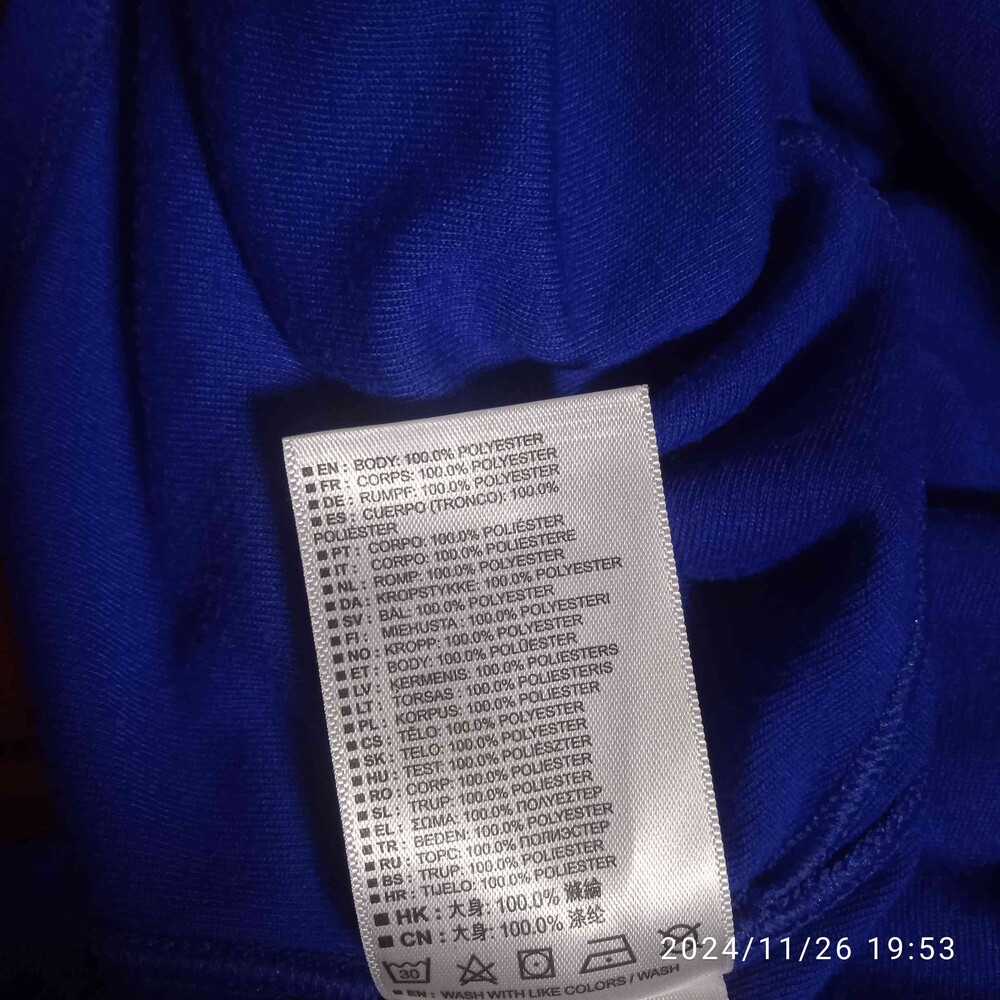 EN : BODY: 100.0% POLYESTER
FR : CORPS: 100.0% POLYESTER
DE : RUMPF: 100.0% POLYESTER
ES : CUERPO (TRONCO): 100.0%
POLIÉSTER
PT : CORPO: 100.0% POLIÉSTER
IT : CORPO: 100.0% POLIESTERE
NL : ROMP: 100.0% POLYESTER
DA : KROPSTYKKE: 100.0% POLYESTER
SV : BÅL: 100.0% POLYESTER
FI : MIEHUSTA : 100.0% POLYESTERI
NO : KROPP: 100.0% POLYESTER
ET : BODY: 100.0% POLÜESTER
LV : ĶERMENIS: 100.0% POLIESTERS
LT : TORSAS : 100.0% POLIESTERIS
PL : KORPUS: 100.0% POLIESTER
CS : TĚLO: 100.0% POLYESTER
SK : TELO: 100.0% POLYESTER
HU : TEST: 100.0% POLIÉSZTER
RO : CORP: 100.0% POLIESTER
SL : TRUP: 100.0% POLIESTER
EL : ΣΩΜΑ: 100.0% ΠΟΛΥΕΣΤΕΡ
TR : BEDEN: 100.0% POLYESTER
RU : ТОРС: 100.0% ПОЛИЭСТЕР
BS : TRUP: 100.0% POLIESTER
HR : TIJELO: 100.0% POLIESTER
HK : 大身: 100.0% 滌綸
CN : 大身: 100.0% 涤纶
30
EN : WASH WITH LIKE COLORS / WASH
2024/11/26 19:53